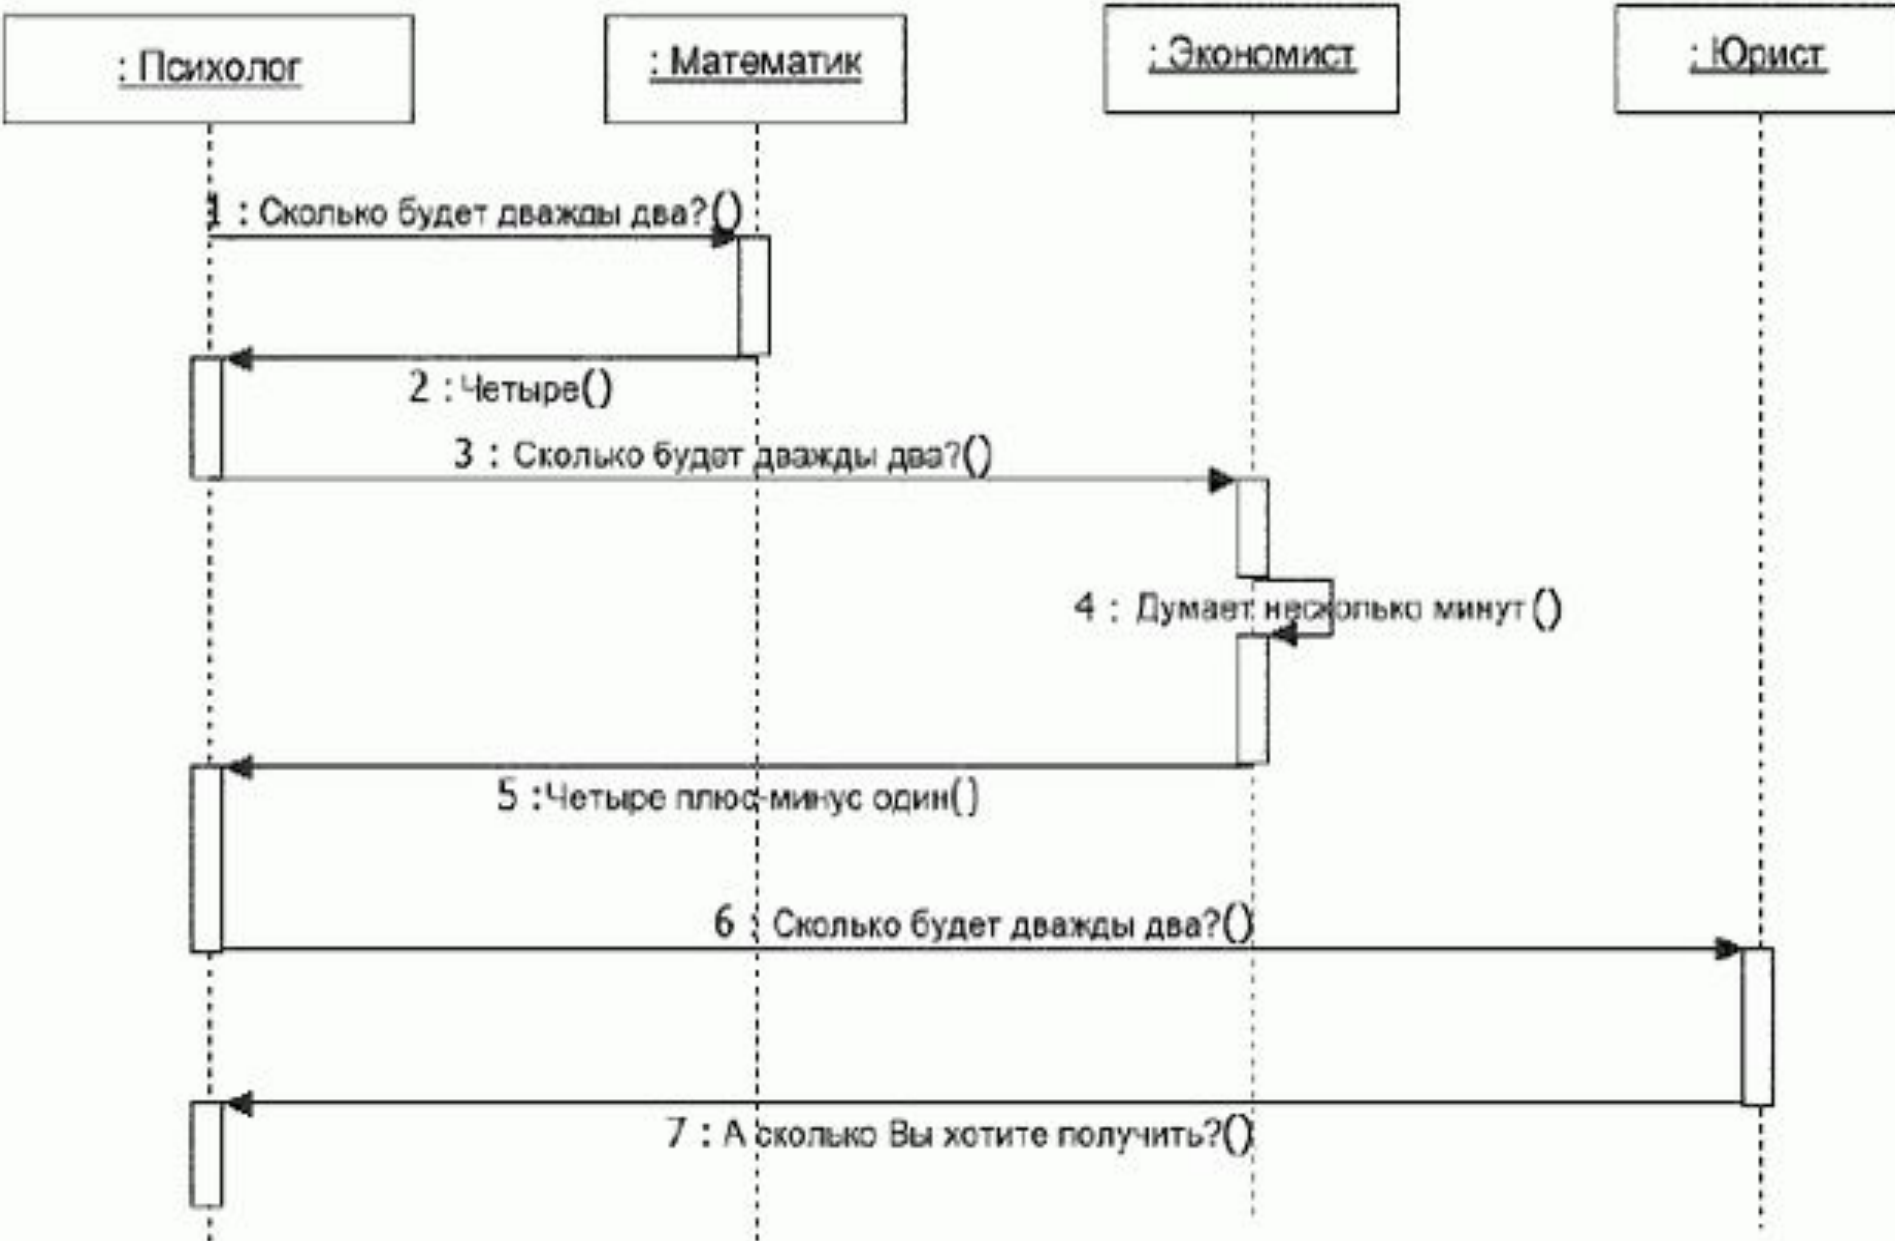 : Психолог
: Математик
: Экономист
: Юрист
1 : Сколько будет дважды два?()
2 : Четыре()
3 : Сколько будет дважды два?()
4 : Думает несколько минут()
5 :Четыре плюс-минус один()
6 : Сколько будет дважды два?()
7 : А сколько Вы хотите получить?()